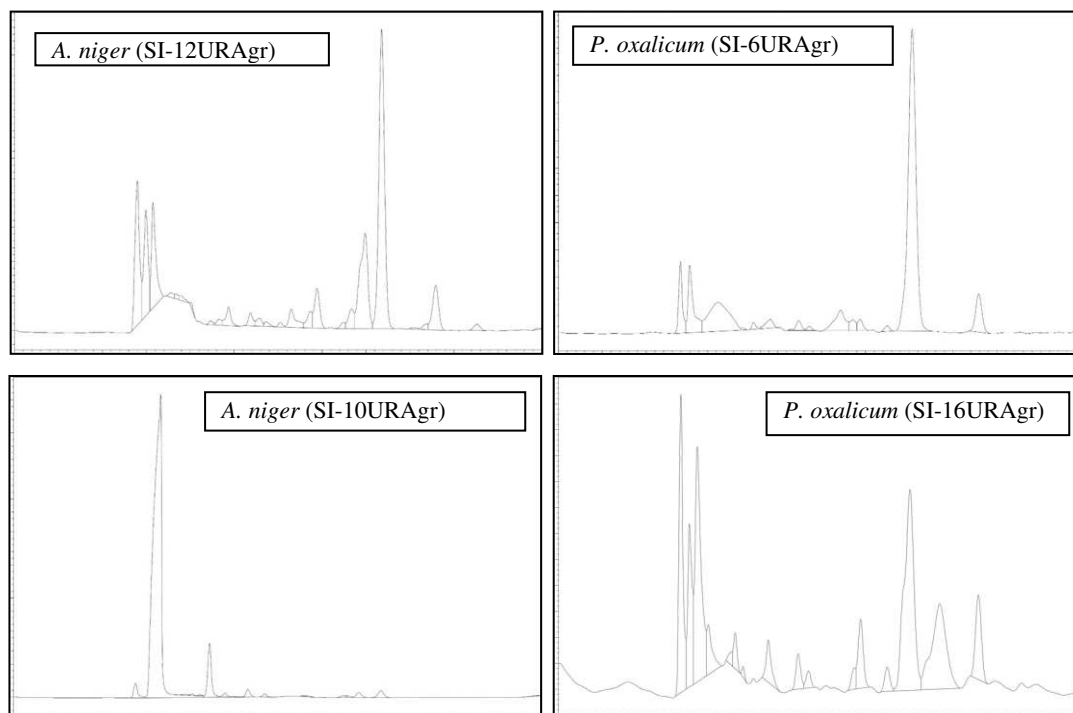 A. niger (SI-12URAgr)
P. oxalicum (SI-6URAgr)
A. niger (SI-10URAgr)
P. oxalicum (SI-16URAgr)